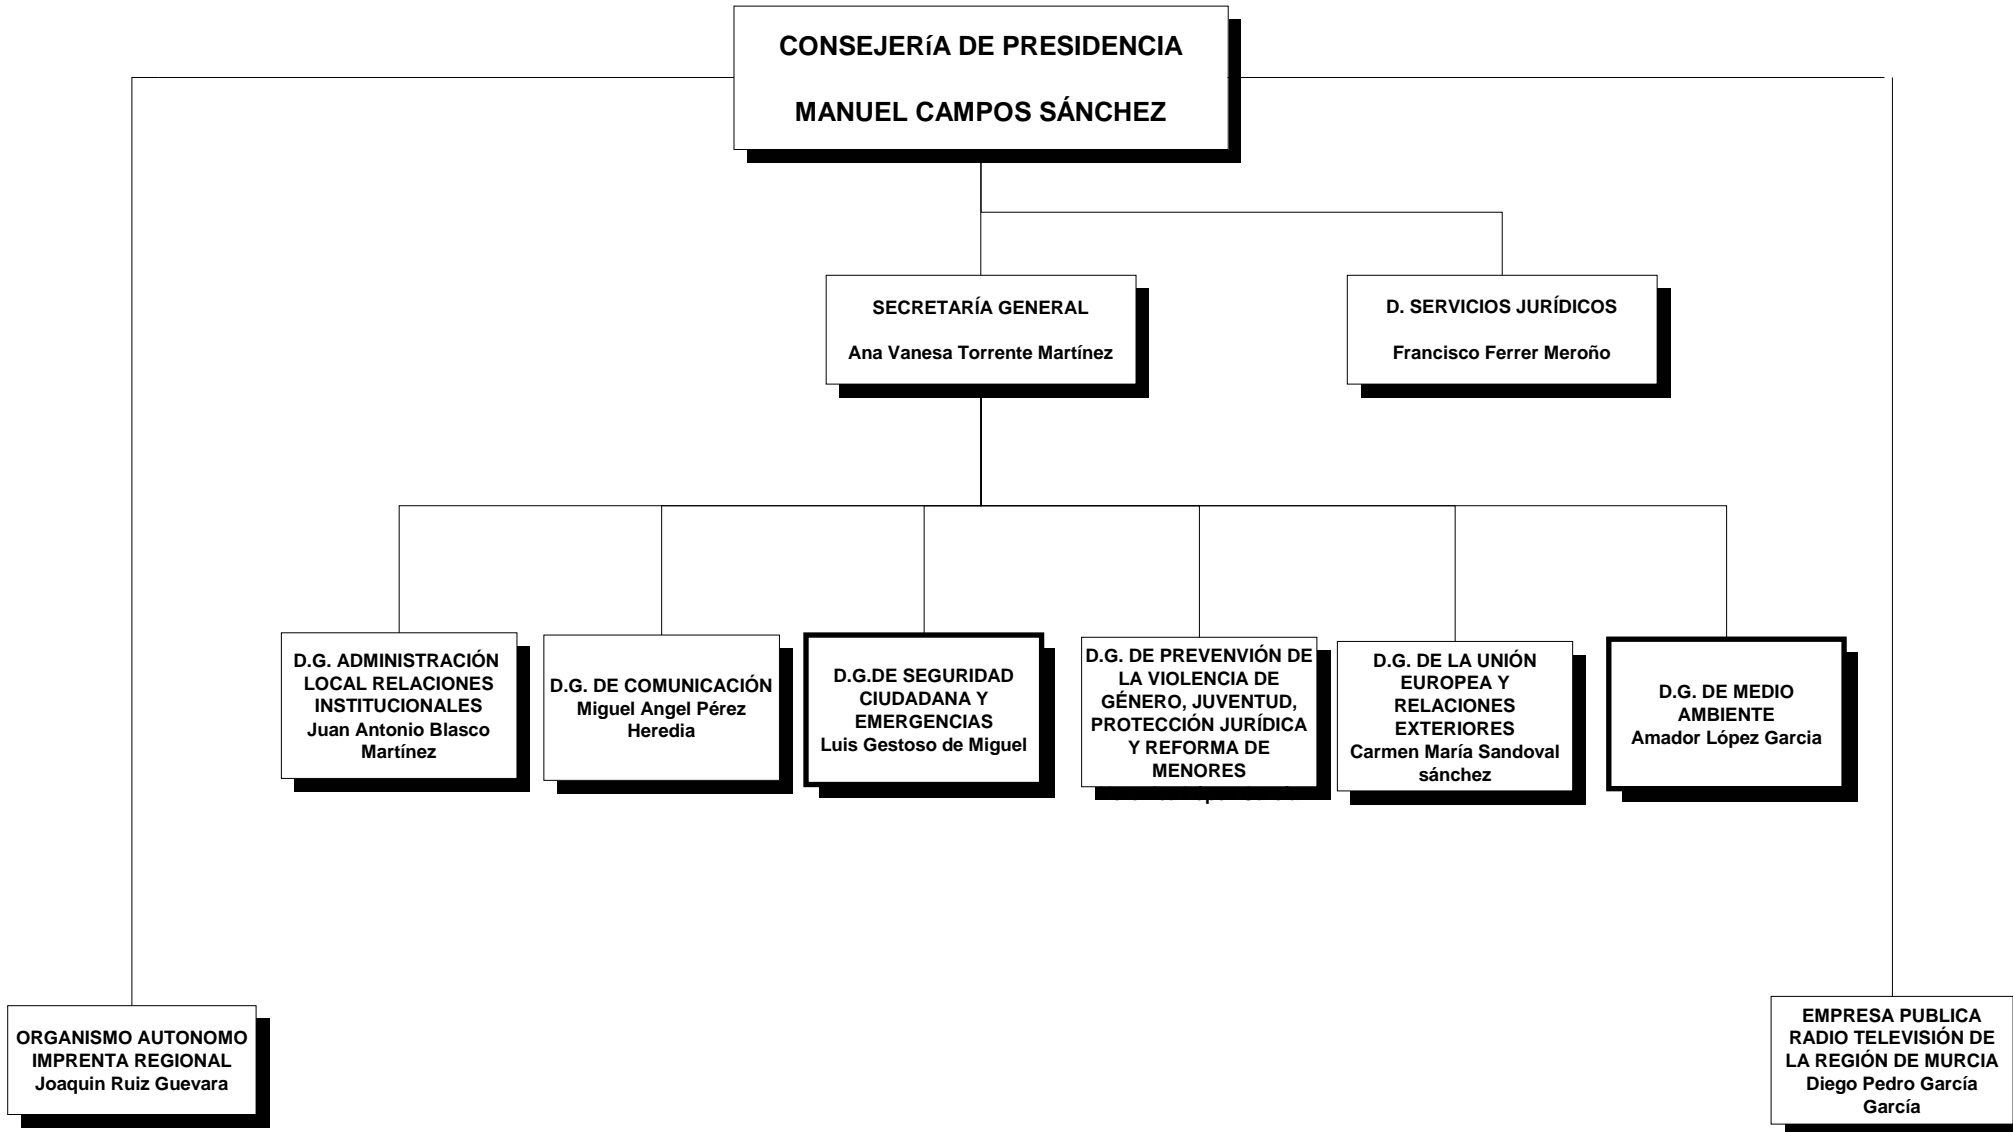 CONSEJERíA DE PRESIDENCIA
MANUEL CAMPOS SÁNCHEZ
SECRETARÍA GENERAL
Ana Vanesa Torrente Martínez
D. SERVICIOS JURÍDICOS
Francisco Ferrer Meroño
D.G. ADMINISTRACIÓN
LOCAL RELACIONES
INSTITUCIONALES
Juan Antonio Blasco
Martínez
D.G. DE COMUNICACIÓN
Miguel Angel Pérez
Heredia
D.G.DE SEGURIDAD
CIUDADANA Y
EMERGENCIAS
Luis Gestoso de Miguel
D.G. DE PREVENVIÓN DE
LA VIOLENCIA DE
GÉNERO, JUVENTUD,
PROTECCIÓN JURÍDICA
Y REFORMA DE
MENORES
D.G. DE LA UNIÓN
EUROPEA Y
RELACIONES
EXTERIORES
Carmen María Sandoval
sánchez
D.G. DE MEDIO
AMBIENTE
Amador López Garcia
ORGANISMO AUTONOMO
IMPRENTA REGIONAL
Joaquin Ruiz Guevara
EMPRESA PUBLICA
RADIO TELEVISIÓN DE
LA REGIÓN DE MURCIA
Diego Pedro García
García